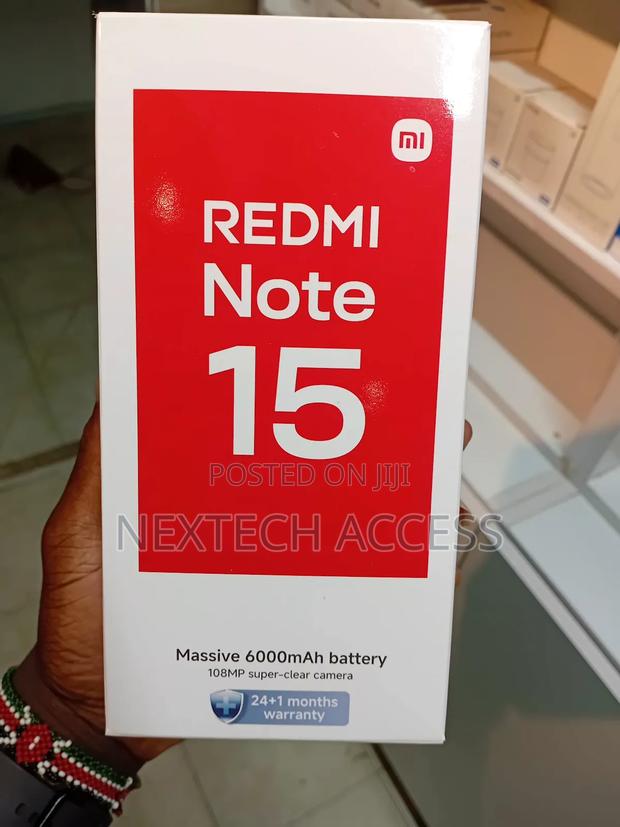 mi
REDMI
Note
15
POSTED ON JIJI
NEXTECH ACCESS
Massive 6000mAh battery
108MP super-clear camera
24+1 months
warranty